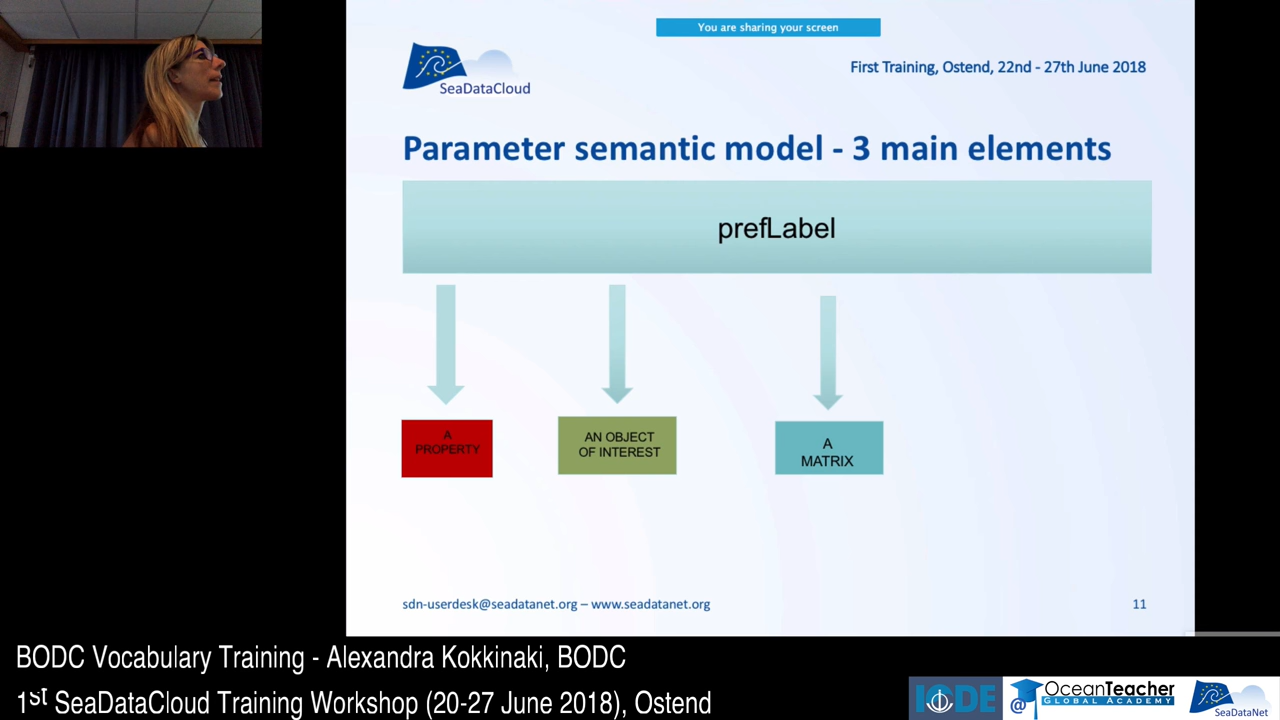 You are sharing your screen
SeaDataCloud
First Training, Ostend, 22nd - 27th June 2018
Parameter semantic model - 3 main elements
prefLabel
A
PROPERTY
AN OBJECT
OF INTEREST
A
MATRIX
sdn-userdesk@seadatanet.org – www.seadatanet.org
11
BODC Vocabulary Training - Alexandra Kokkinaki, BODC
1st SeaDataCloud Training Workshop (20-27 June 2018), Ostend
IODE
@ OceanTeacher
GLOBAL ACADEMY
SeaDataNet